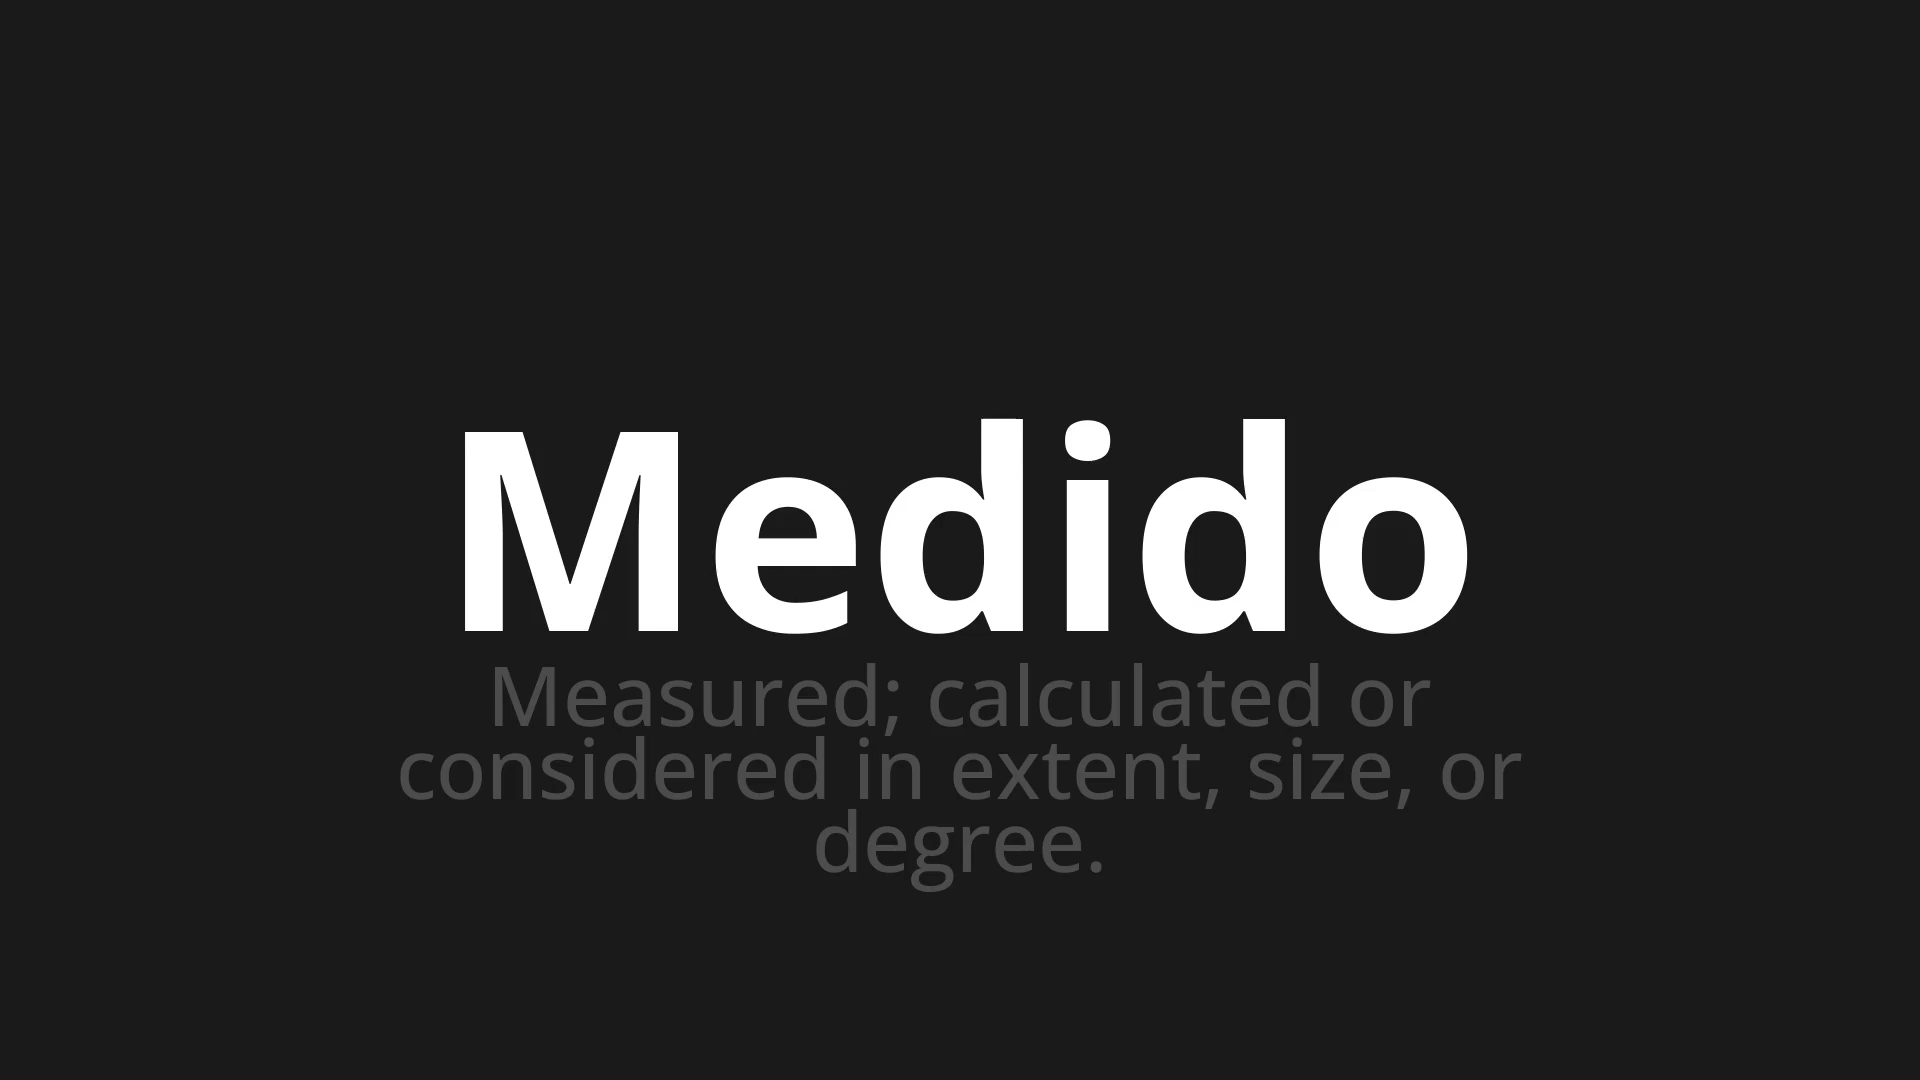 Medido
Measured; calculated or
considered in extent, size, or
degree.